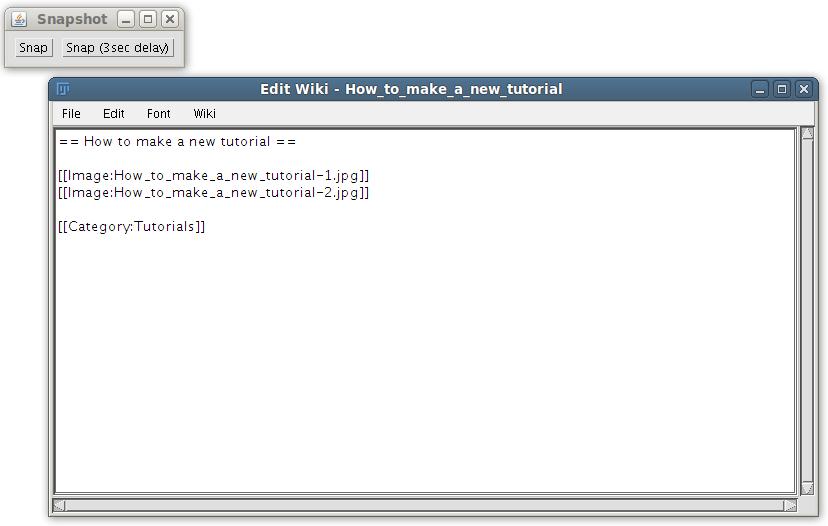 Snapshot
Snap Snap (3sec delay)
Edit Wiki - How_to_make_a_new_tutorial
File Edit Font Wiki
== How to make a new tutorial ==
[[Image:How_to_make_a_new_tutorial-1.jpg]]
[[Image:How_to_make_a_new_tutorial-2.jpg]]
[[Category:Tutorials]]